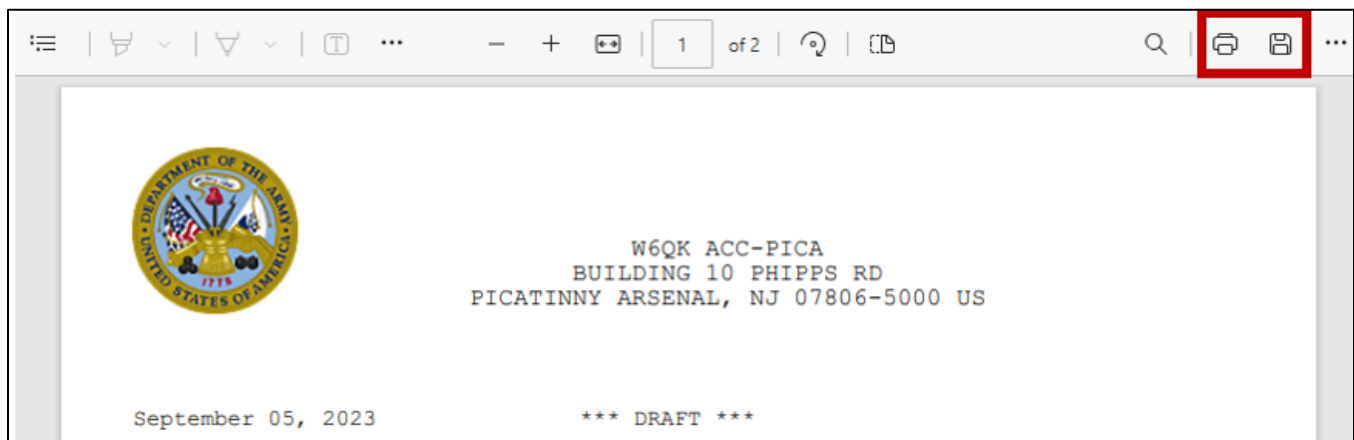 1 of 2
DEPARTMENT OF THE ARMY
UNITED STATES OF AMERICA
1775
W6QK ACC-PICA
BUILDING 10 PHIPPS RD
PICATINNY ARSENAL, NJ 07806-5000 US
September 05, 2023 *** DRAFT ***